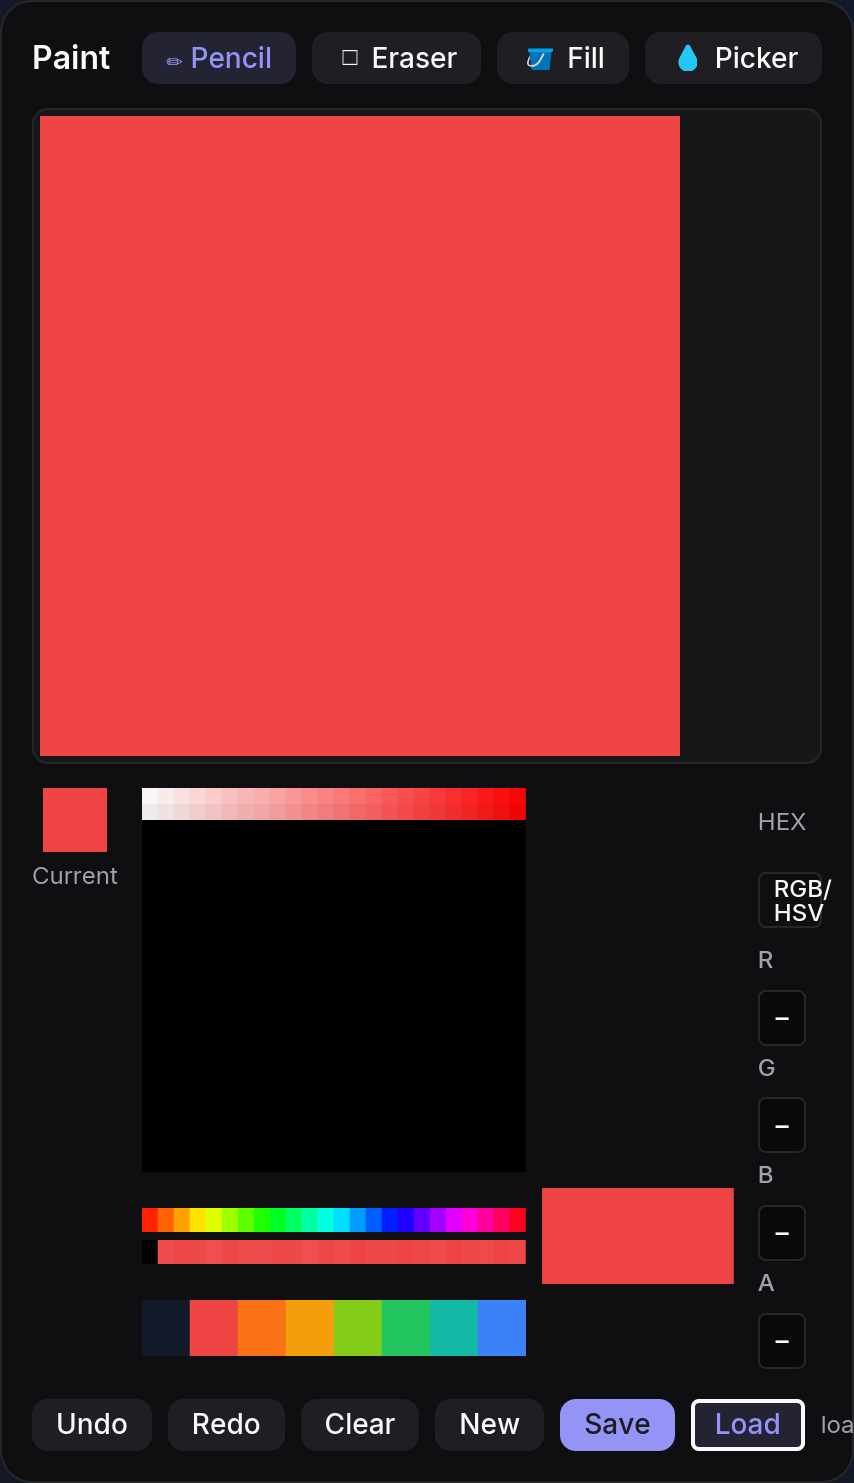 Paint
✏ Pencil
□ Eraser
Fill
Picker
Current
HEX
RGB/
HSV
R
–
G
–
B
–
A
–
Undo
Redo
Clear
New
Save
Load